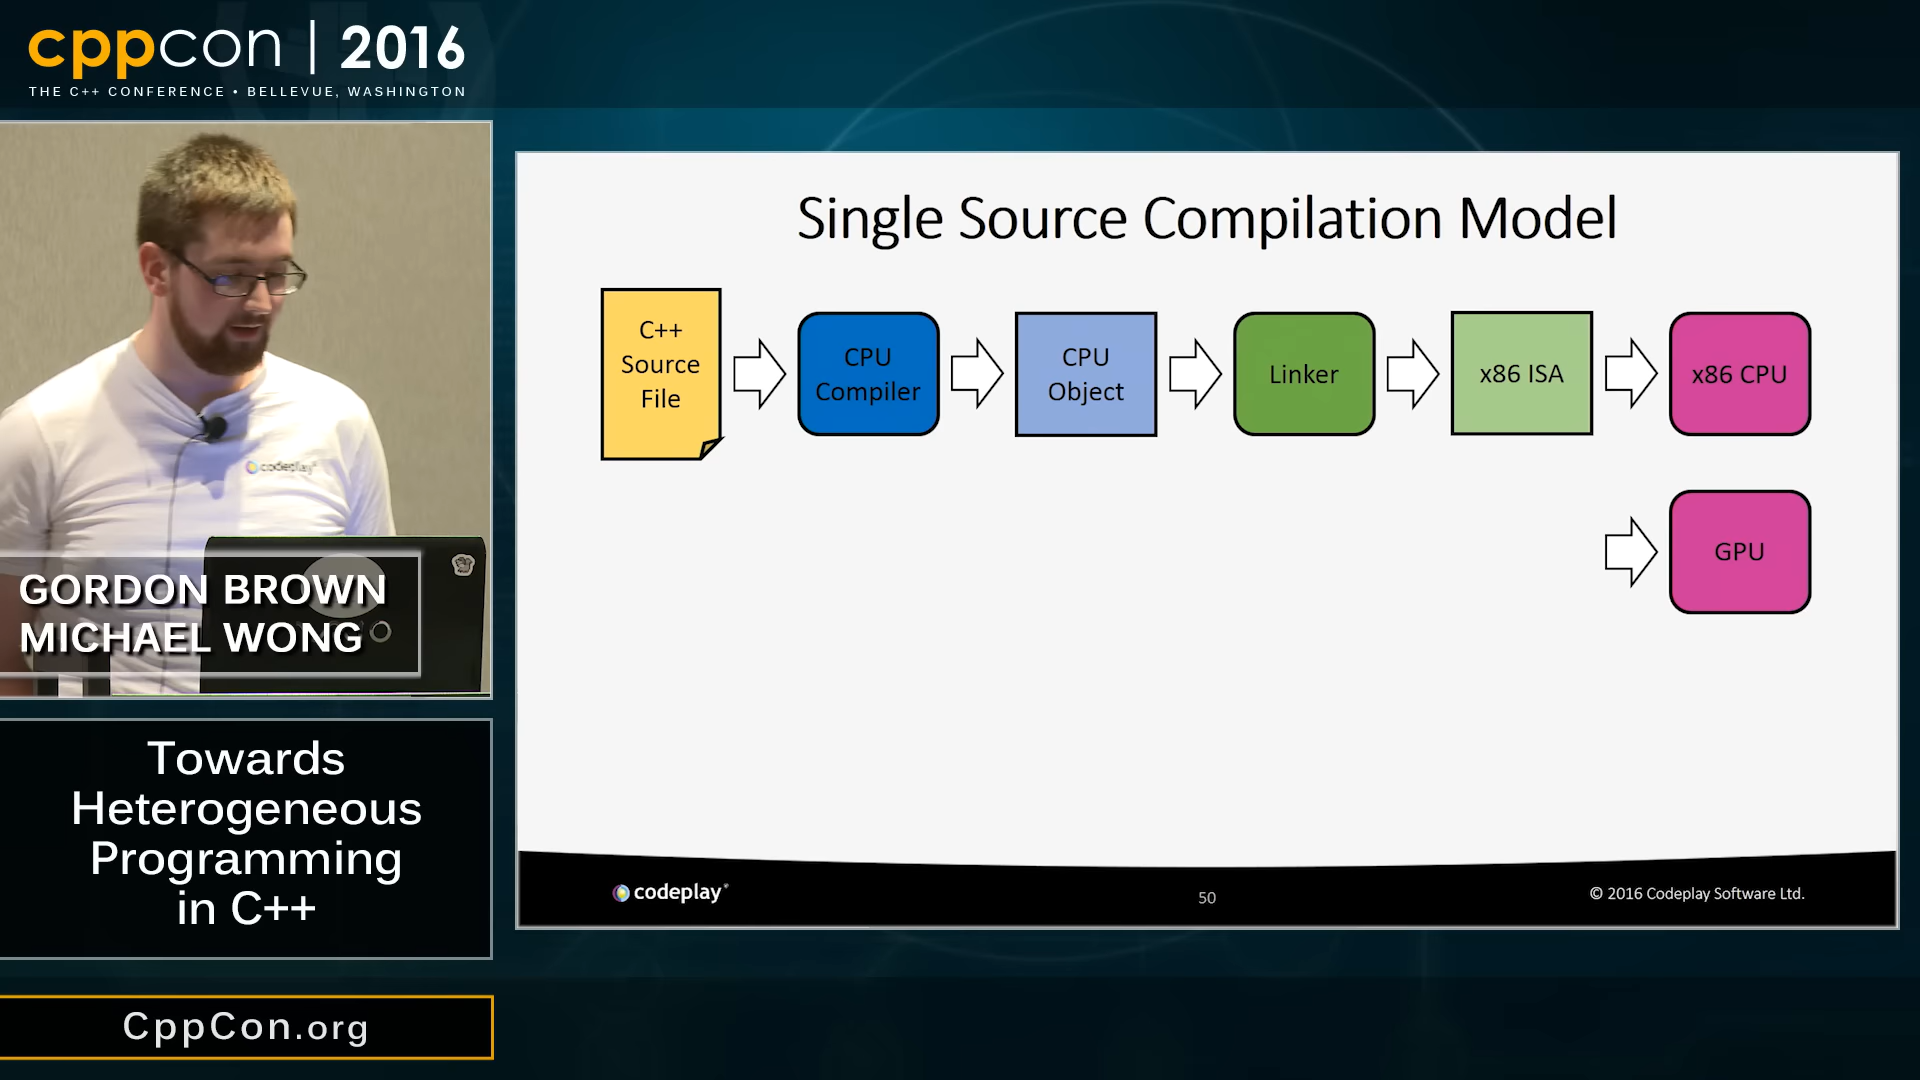 cppcon | 2016
THE C++ CONFERENCE • BELLEVUE, WASHINGTON
codeplay
GORDON BROWN
MICHAEL WONG
Towards
Heterogeneous
Programming
in C++
CppCon.org
Single Source Compilation Model
C++
Source
File
CPU
Compiler
CPU
Object
Linker
x86 ISA
x86 CPU
GPU
codeplay®
50
© 2016 Codeplay Software Ltd.